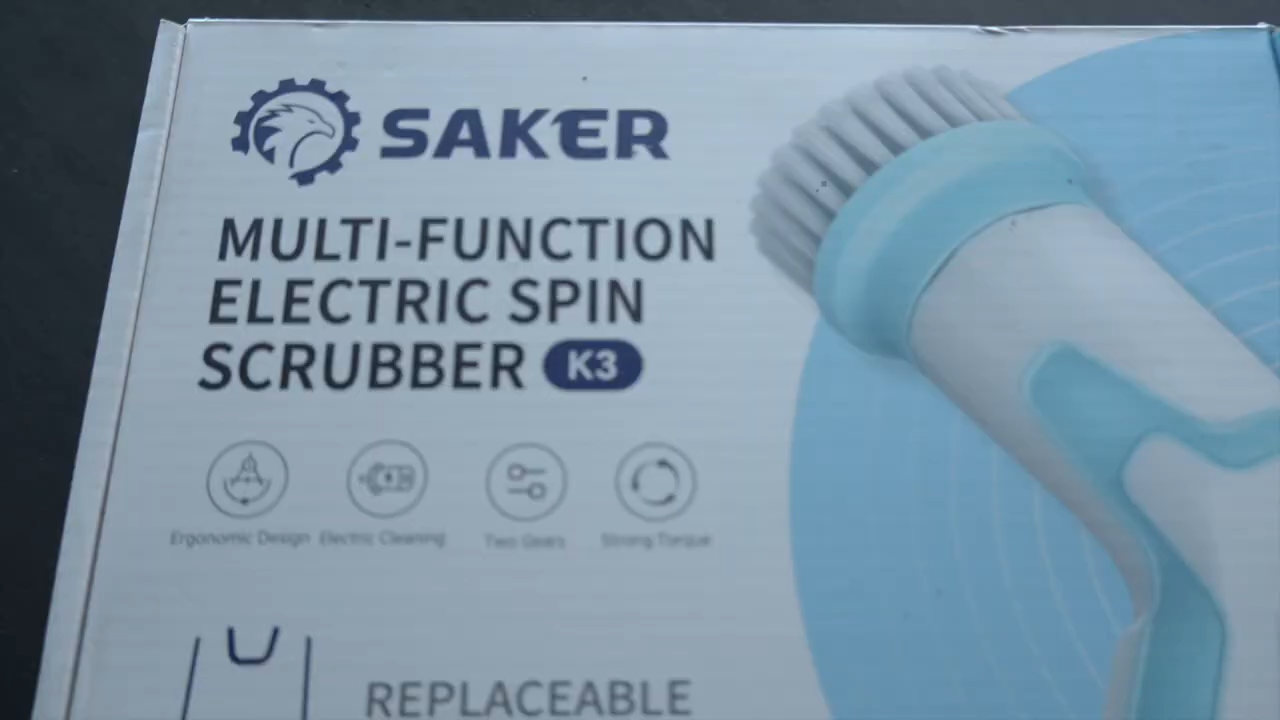 SAKER
MULTI-FUNCTION
ELECTRIC SPIN
SCRUBBER K3
Ergonomic Design Electric Cleaning Two Gears Strong Torque
REPLACEABLE